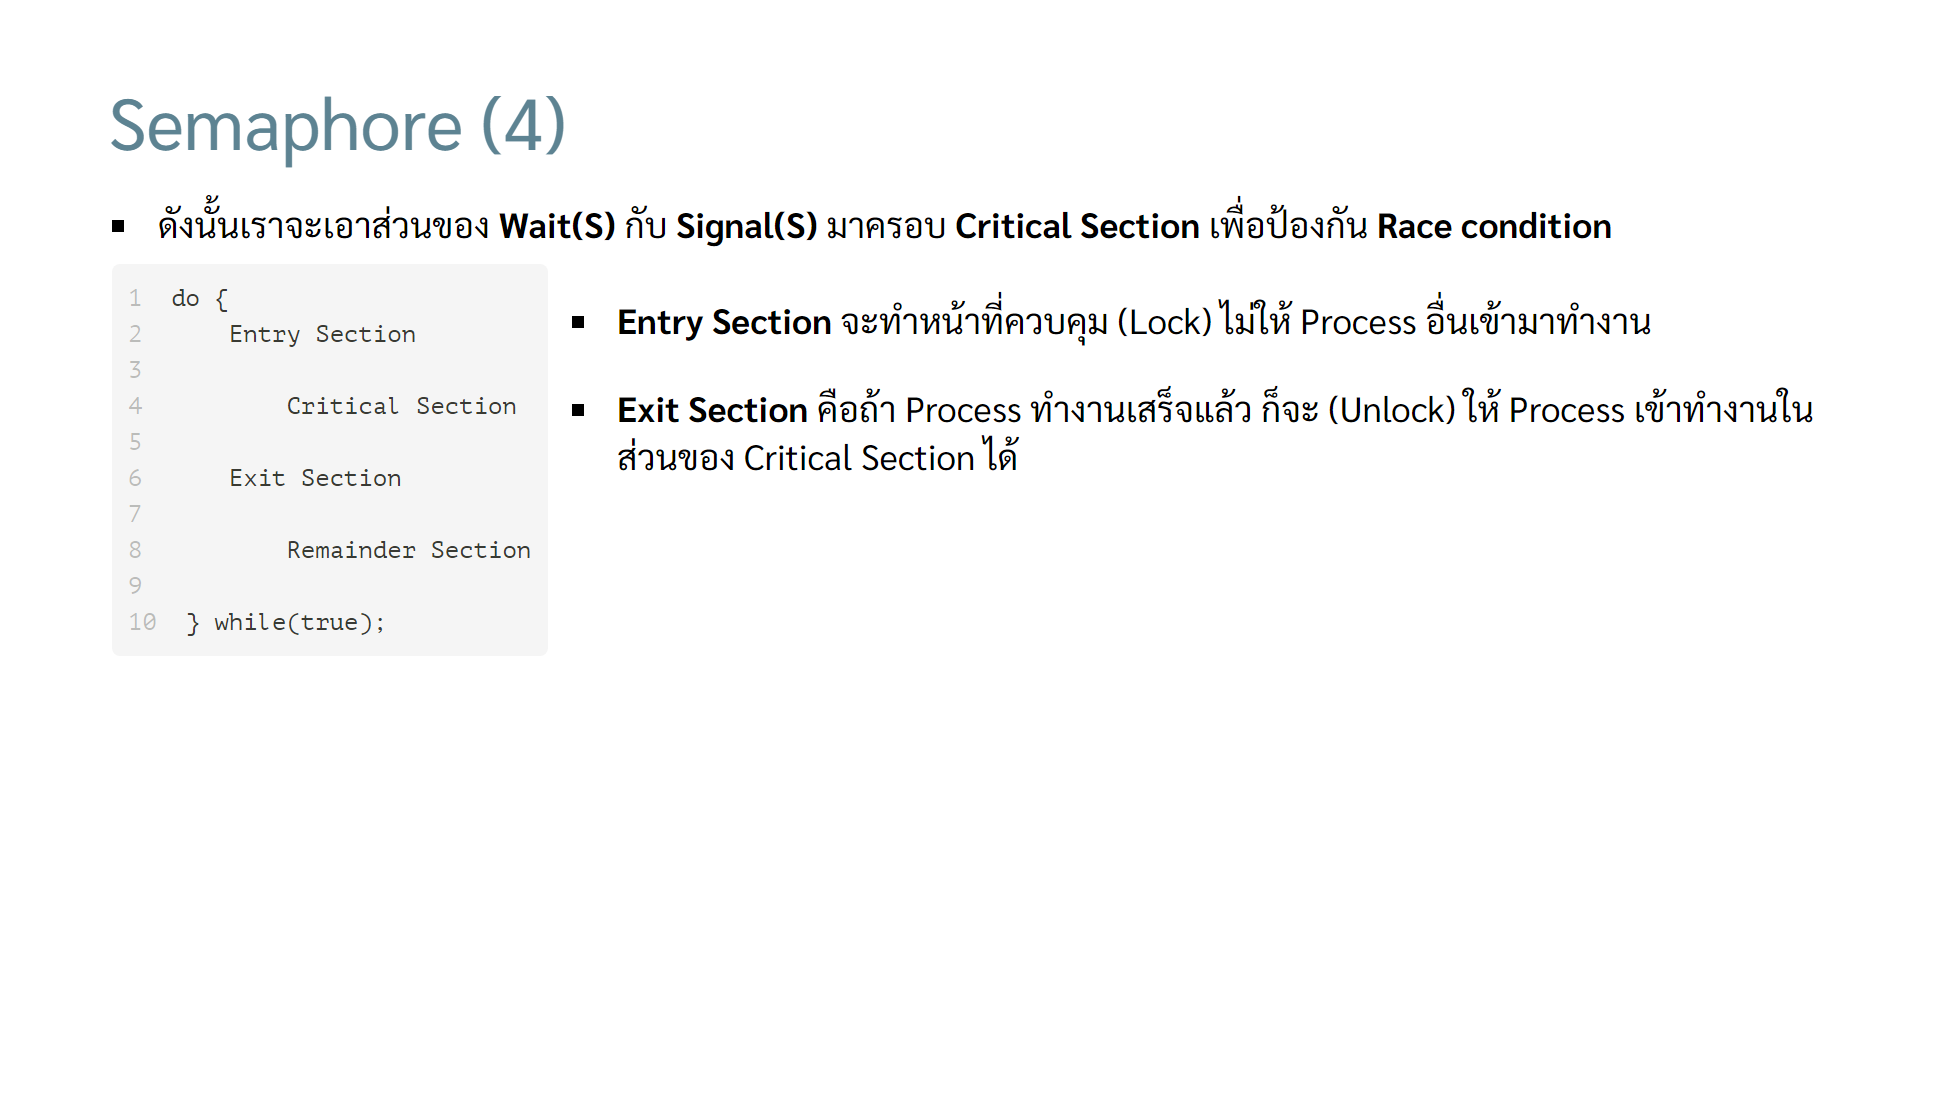 Semaphore (4)
▪ ดังนั้นเราจะเอาส่วนของ Wait(S) กับ Signal(S) มาครอบ Critical Section เพื่อป้องกัน Race condition
1 do {
2     Entry Section
3
4         Critical Section
5
6     Exit Section
7
8         Remainder Section
9
10  } while(true);
▪ Entry Section จะทำหน้าที่ควบคุม (Lock) ไม่ให้ Process อื่นเข้ามาทำงาน
▪ Exit Section คือถ้า Process ทำงานเสร็จแล้ว ก็จะ (Unlock) ให้ Process เข้าทำงานใน
ส่วนของ Critical Section ได้